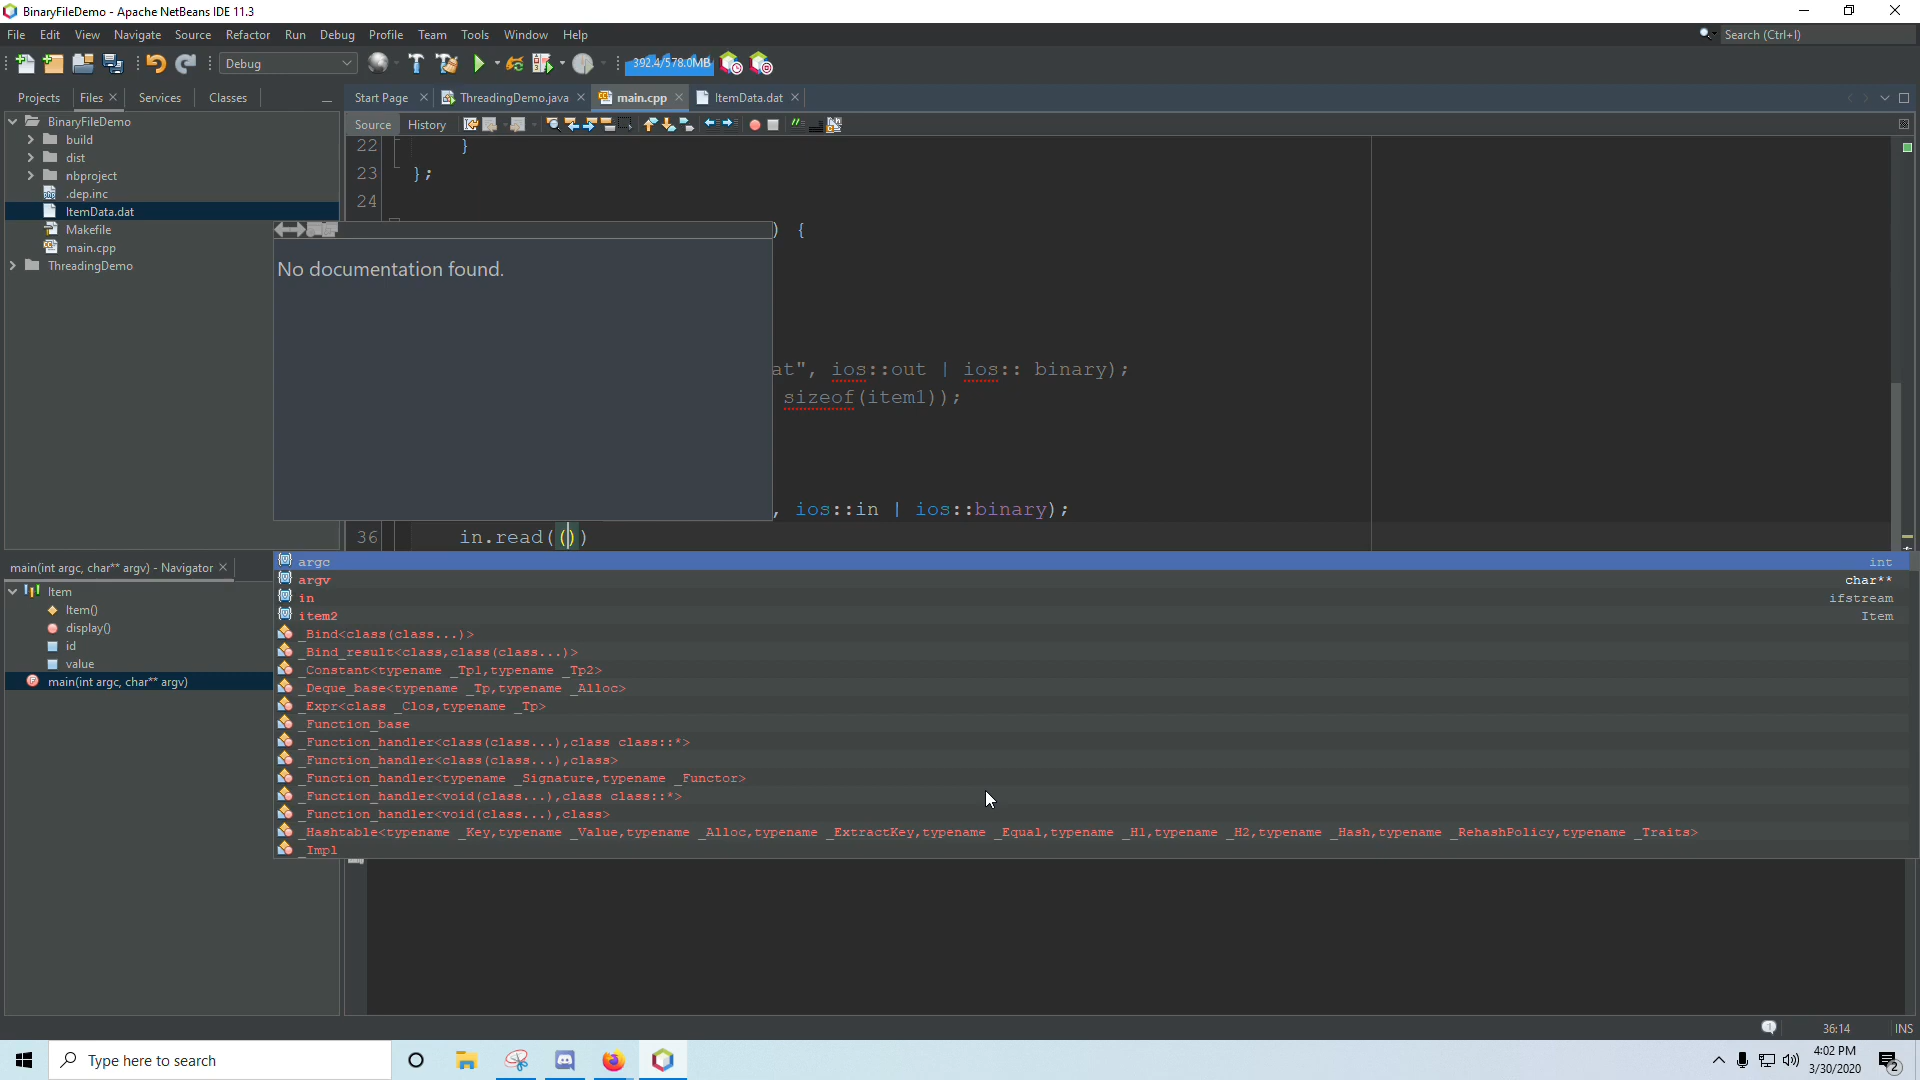 BinaryFileDemo - Apache NetBeans IDE 11.3
File Edit View Navigate Source Refactor Run Debug Profile Team Tools Window Help
Search (Ctrl+I)
Debug
392.4/578.0MB
Projects Files Services Classes
Start Page ThreadingDemo.java main.cpp ItemData.dat
Source History
BinaryFileDemo
build
dist
nbproject
.dep.inc
ItemData.dat
Makefile
main.cpp
ThreadingDemo
22 }
23 };
24
) {
No documentation found.
at", ios::out | ios:: binary);
sizeof(item1));
, ios::in | ios::binary);
36 in.read(())
main(int argc, char** argv) - Navigator
Item
Item()
display()
id
value
main(int argc, char** argv)
argc int
argv char**
in ifstream
item2 Item
_Bind<class(class...)>
_Bind_result<class,class(class...)>
_Constant<typename _Tp1,typename _Tp2>
_Deque_base<typename _Tp,typename _Alloc>
_Expr<class _Clos,typename _Tp>
_Function_base
_Function_handler<class(class...),class class::*>
_Function_handler<class(class...),class>
_Function_handler<typename _Signature,typename _Functor>
_Function_handler<void(class...),class class::*>
_Function_handler<void(class...),class>
_Hashtable<typename _Key,typename _Value,typename _Alloc,typename _ExtractKey,typename _Equal,typename _H1,typename _H2,typename _Hash,typename _RehashPolicy,typename _Traits>
_Impl
36:14 INS
Type here to search
4:02 PM
3/30/2020
2